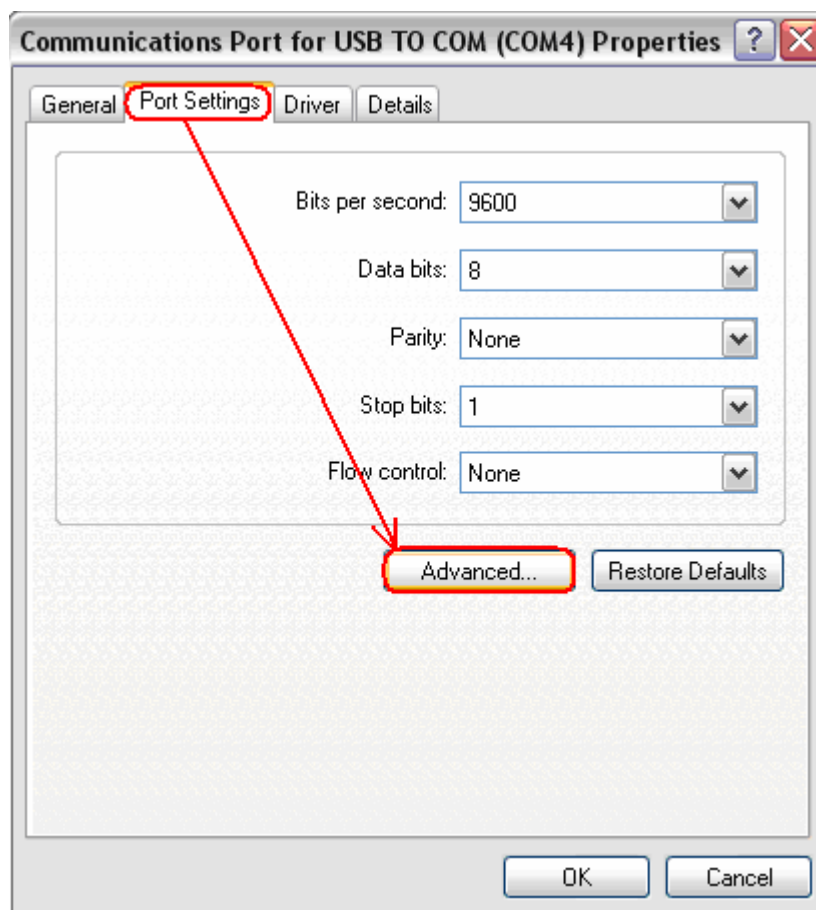 Communications Port for USB TO COM (COM4) Properties ?
General Port Settings Driver Details
Bits per second: 9600
Data bits: 8
Parity: None
Stop bits: 1
Flow control: None
Advanced... Restore Defaults
OK Cancel